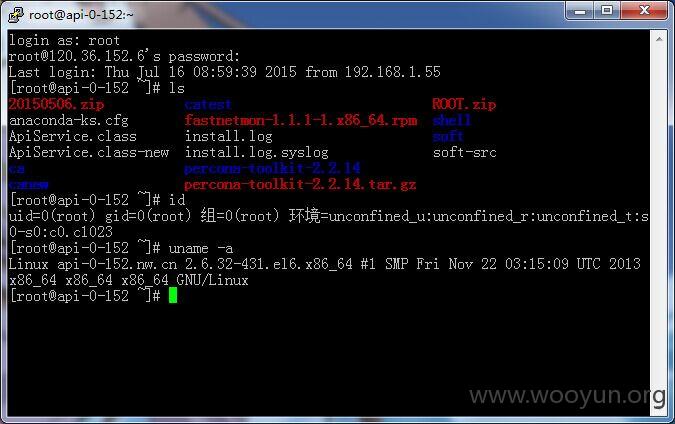 root@api-0-152:~
login as: root
root@120.36.152.6's password:
Last login: Thu Jul 16 08:59:39 2015 from 192.168.1.55
[root@api-0-152 ~]# ls
20150506.zip catest ROOT.zip
anaconda-ks.cfg fastnetmon-1.1.1-1.x86_64.rpm shell
ApiService.class install.log soft
ApiService.class-new install.log.syslog soft-src
ca percona-toolkit-2.2.14
canew percona-toolkit-2.2.14.tar.gz
[root@api-0-152 ~]# id
uid=0(root) gid=0(root) 组=0(root) 环境=unconfined_u:unconfined_r:unconfined_t:s
0-s0:c0.c1023
[root@api-0-152 ~]# uname -a
Linux api-0-152.nw.cn 2.6.32-431.el6.x86_64 #1 SMP Fri Nov 22 03:15:09 UTC 2013
x86_64 x86_64 x86_64 GNU/Linux
[root@api-0-152 ~]#
www.wooyun.org